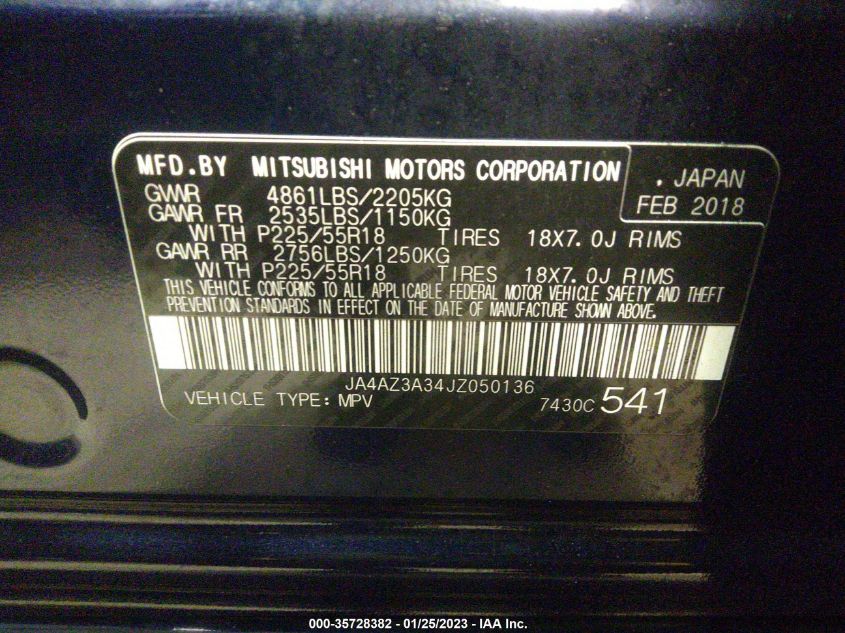 MFD.BY MITSUBISHI MOTORS CORPORATION
. JAPAN
FEB 2018
GVWR 4861LBS/2205KG
GAWR FR 2535LBS/1150KG
WITH P225/55R18 TIRES 18X7.0J RIMS
GAWR RR 2756LBS/1250KG
WITH P225/55R18 TIRES 18X7.0J RIMS
THIS VEHICLE CONFORMS TO ALL APPLICABLE FEDERAL MOTOR VEHICLE SAFETY AND THEFT
PREVENTION STANDARDS IN EFFECT ON THE DATE OF MANUFACTURE SHOWN ABOVE.
JA4AZ3A34JZ050136
VEHICLE TYPE: MPV 7430C 541
000-35728382 - 01/25/2023 - IAA Inc.